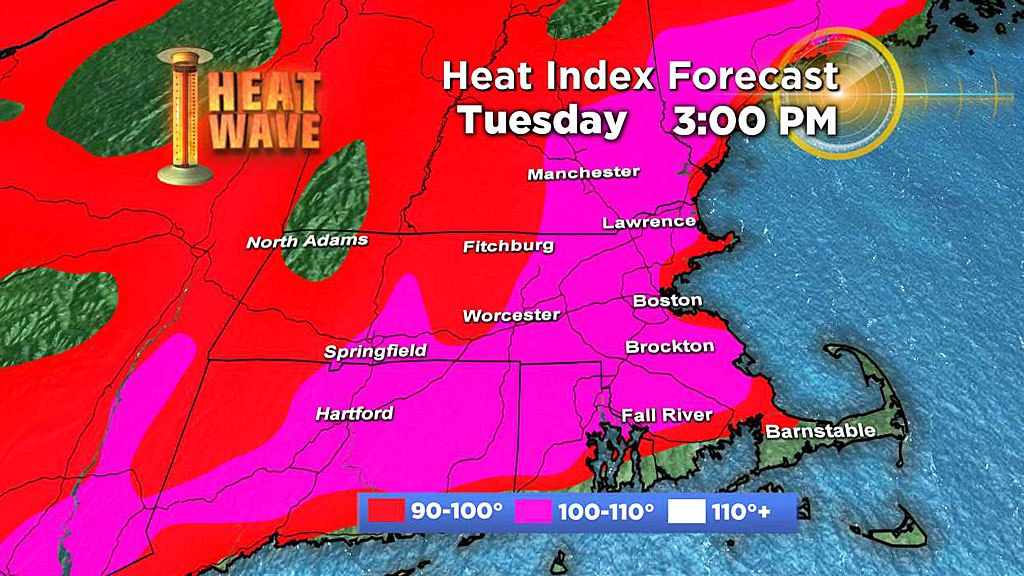 HEAT
WAVE
Heat Index Forecast
Tuesday 3:00 PM
Manchester
Lawrence
North Adams
Fitchburg
Boston
Worcester
Brockton
Springfield
Hartford
Fall River
Barnstable
90-100° 100-110° 110°+